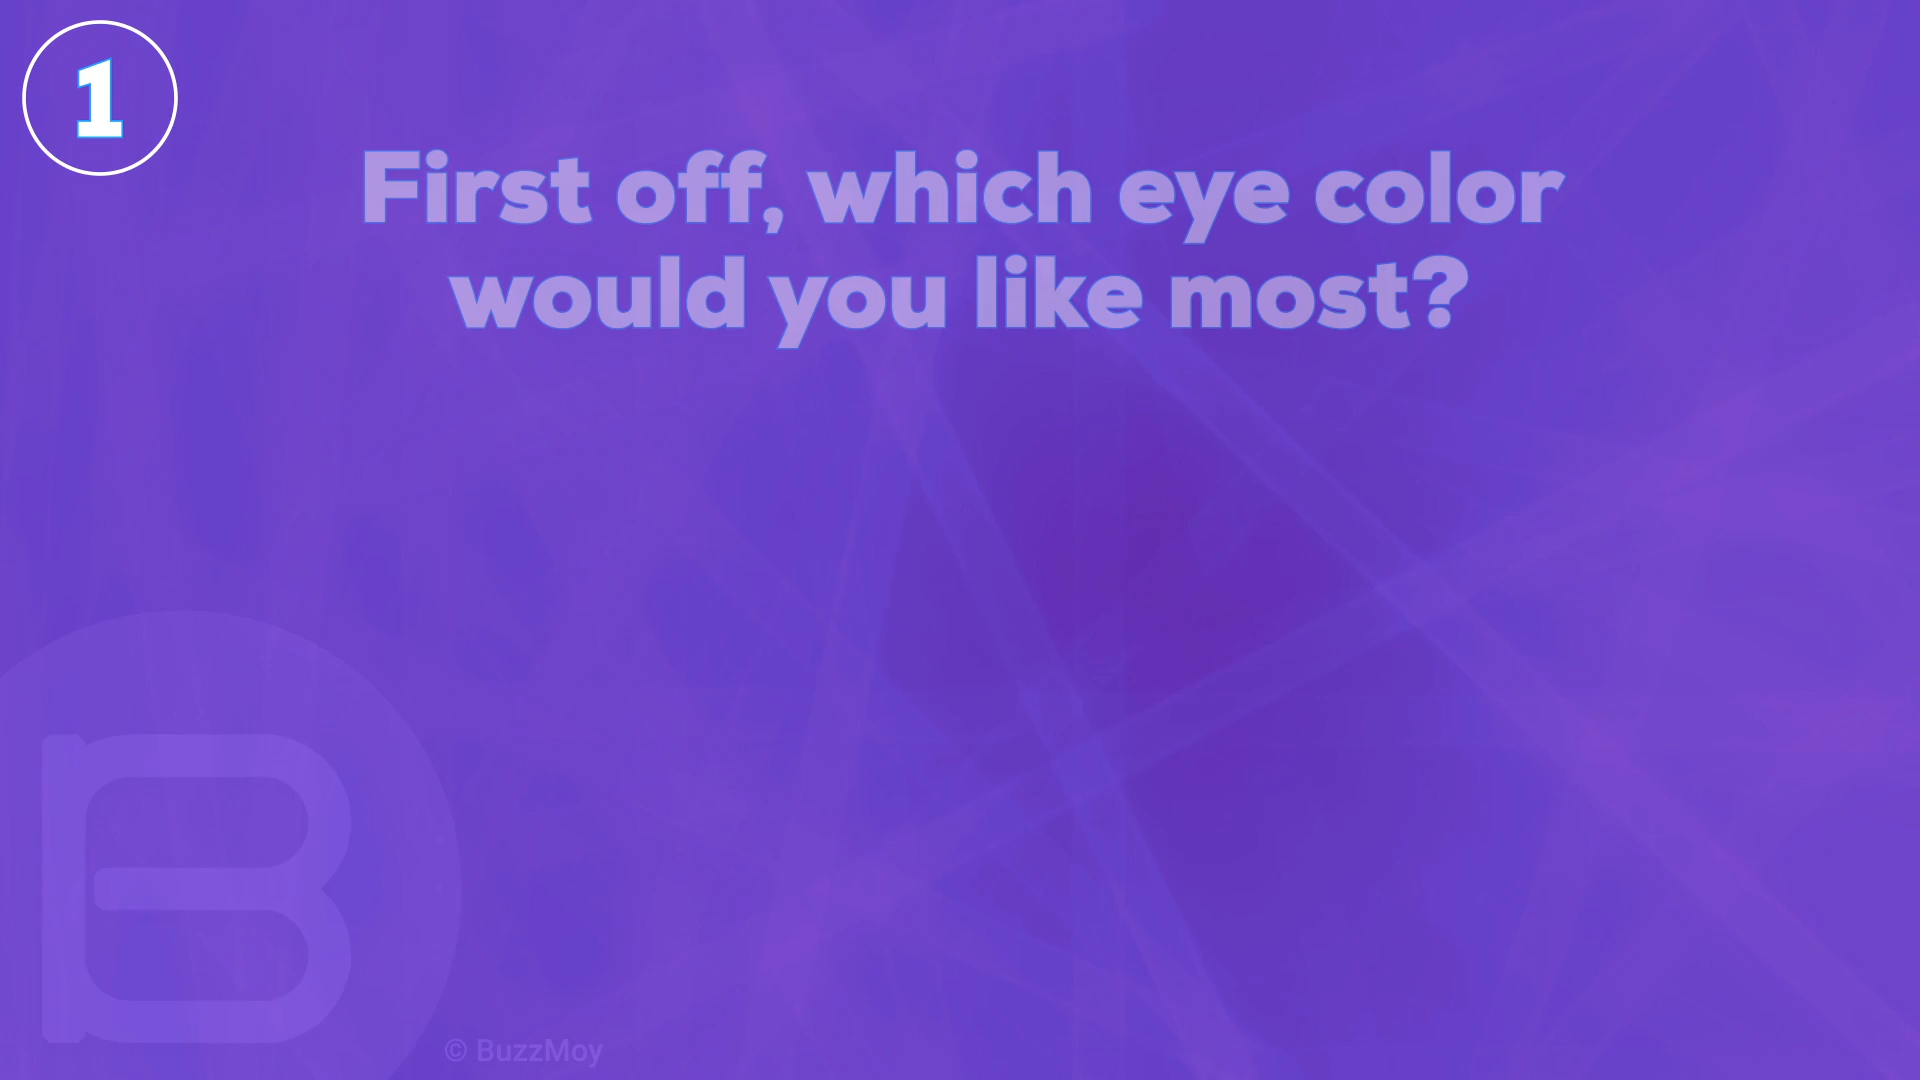 1
First off, which eye color
would you like most?
B
© BuzzMoy